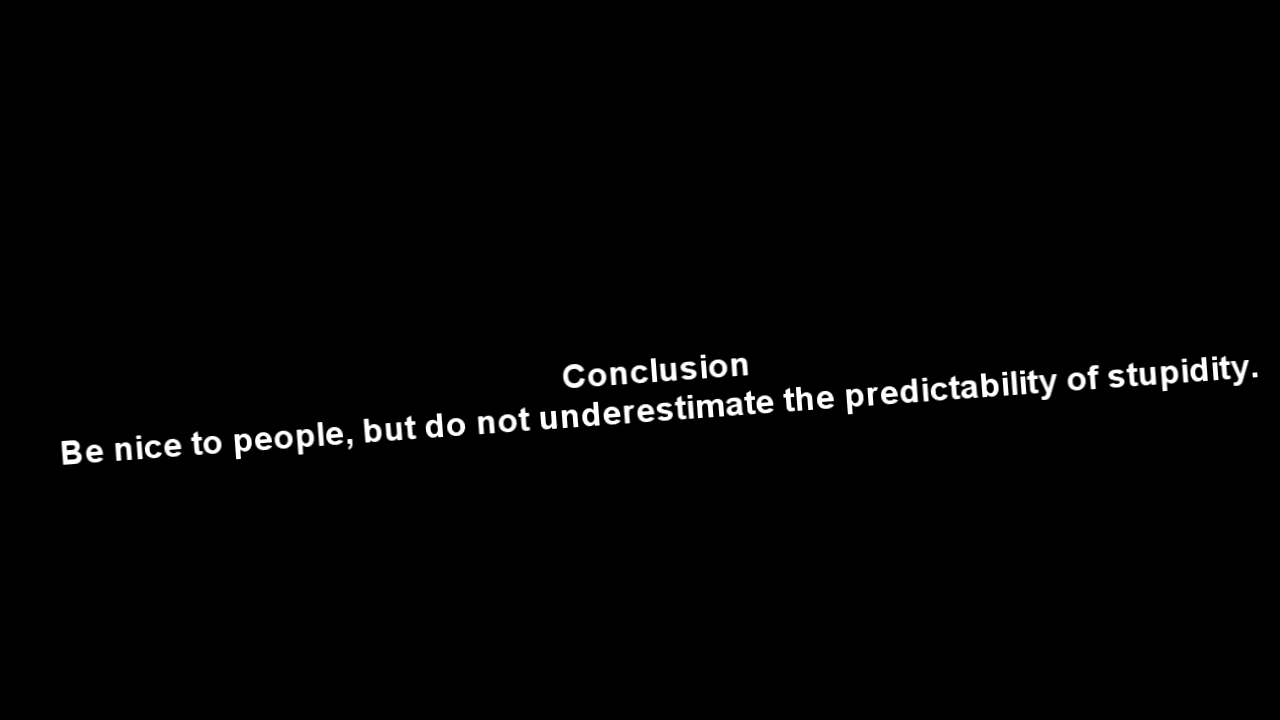 Conclusion
Be nice to people, but do not underestimate the predictability of stupidity.